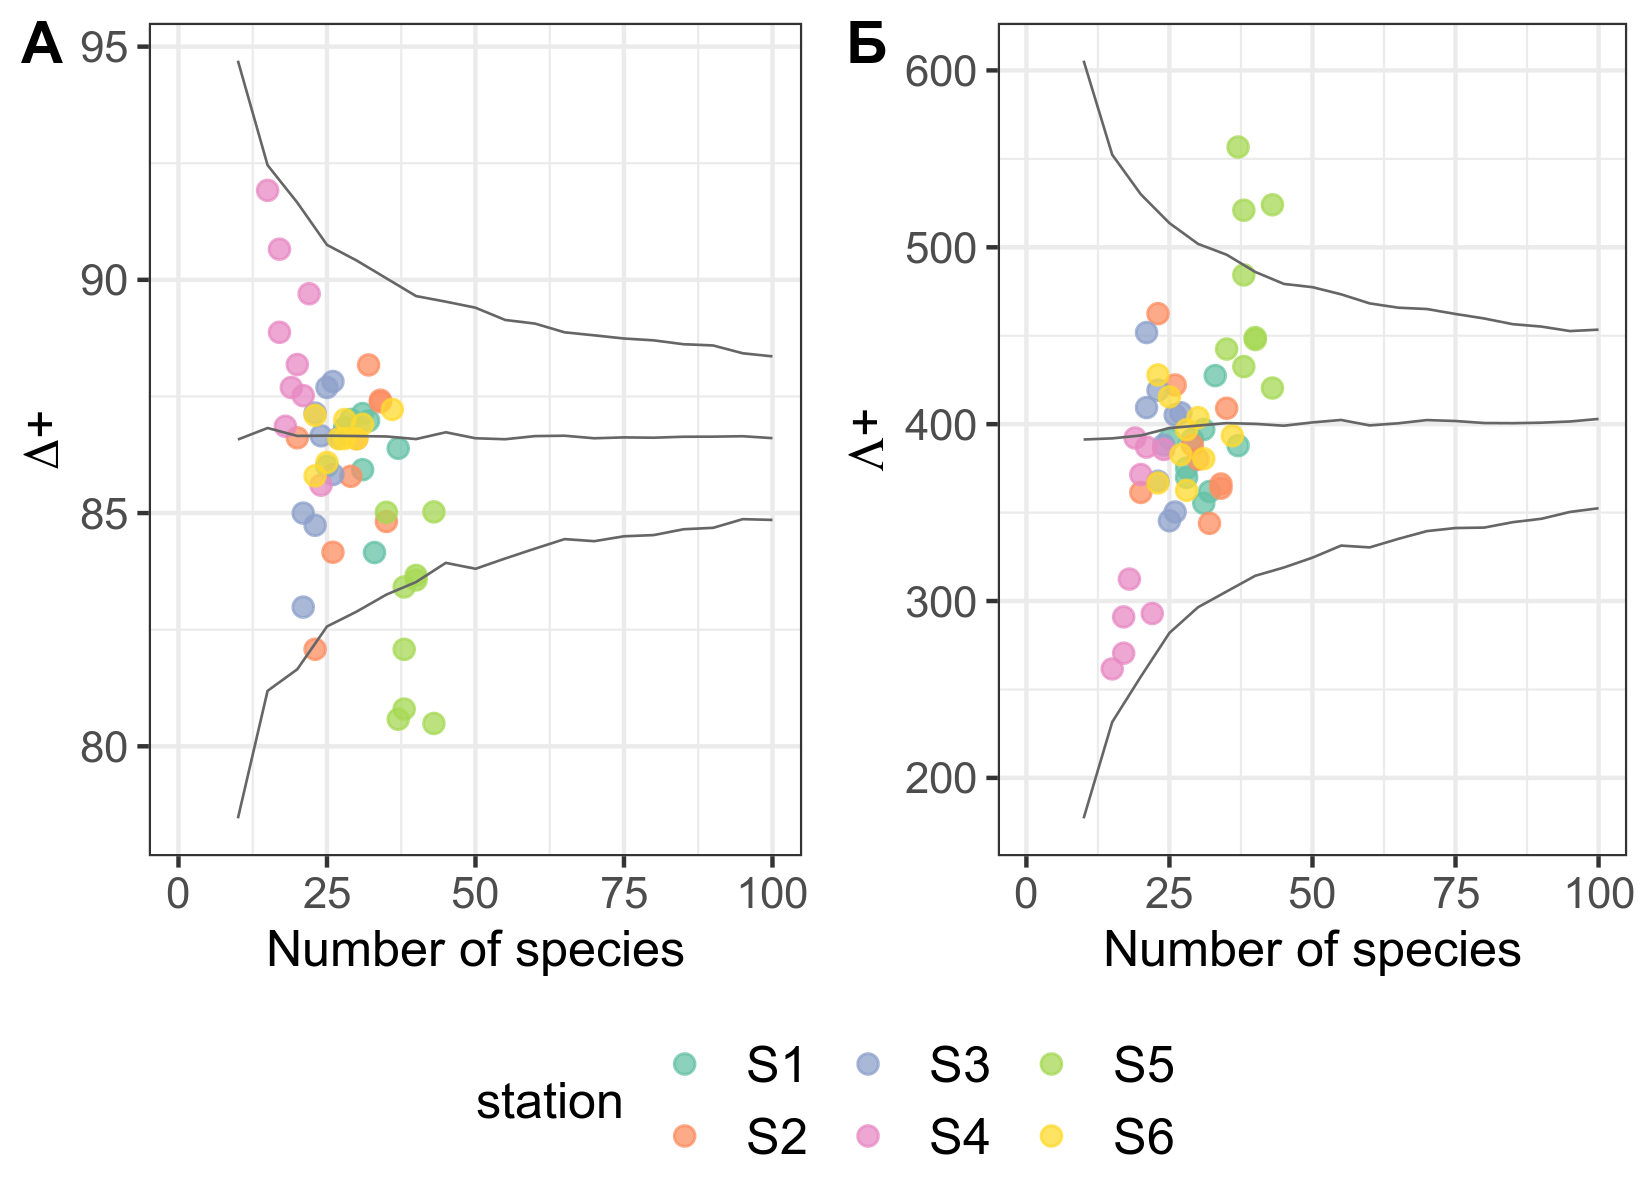 А
95
90
85
80
Δ+
0 25 50 75 100
Number of species
Б
600
500
400
300
200
Λ+
0 25 50 75 100
Number of species
station
S1 S3 S5
S2 S4 S6